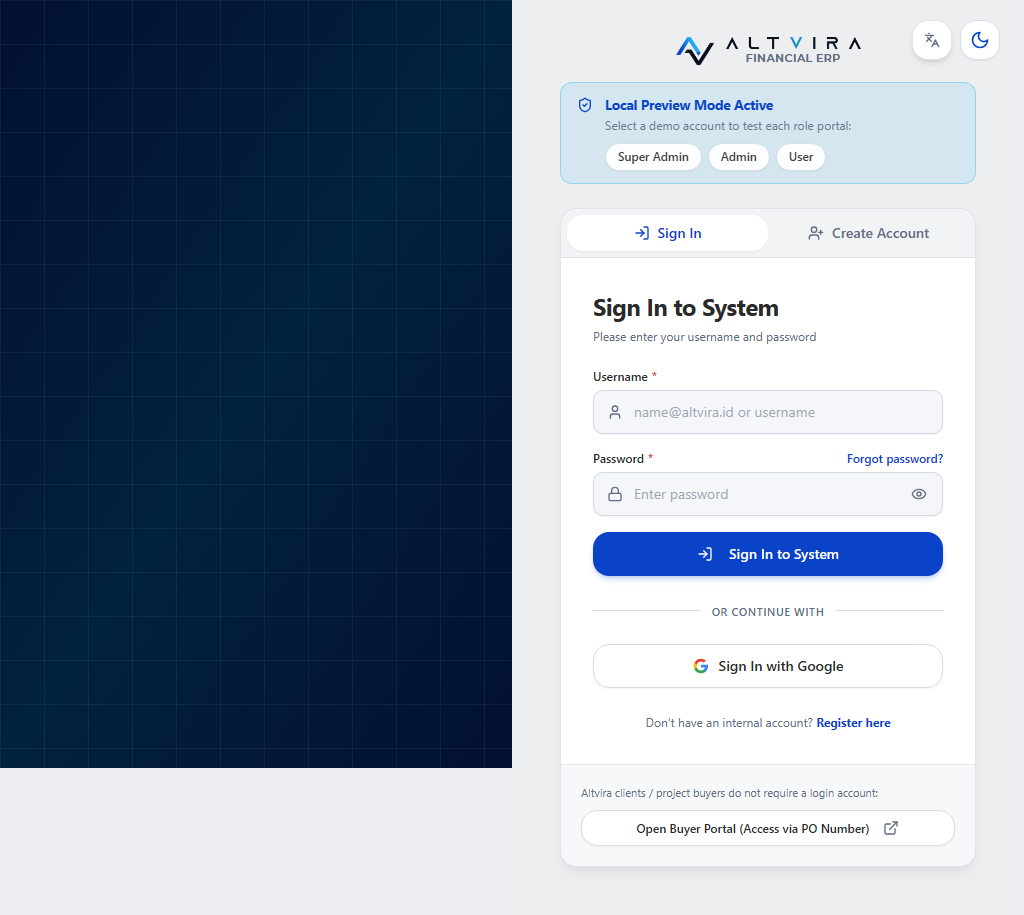 ALTVIRA
FINANCIAL ERP
Local Preview Mode Active
Select a demo account to test each role portal:
Super Admin
Admin
User
Sign In
Create Account
Sign In to System
Please enter your username and password
Username *
name@altvira.id or username
Password *
Forgot password?
Enter password
Sign In to System
OR CONTINUE WITH
Sign In with Google
Don't have an internal account? Register here
Altvira clients / project buyers do not require a login account:
Open Buyer Portal (Access via PO Number)